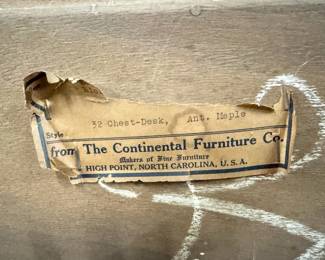 32 Chest-Desk, Ant. Maple
Style
from The Continental Furniture Co.
Makers of Fine Furniture
HIGH POINT, NORTH CAROLINA, U. S. A.